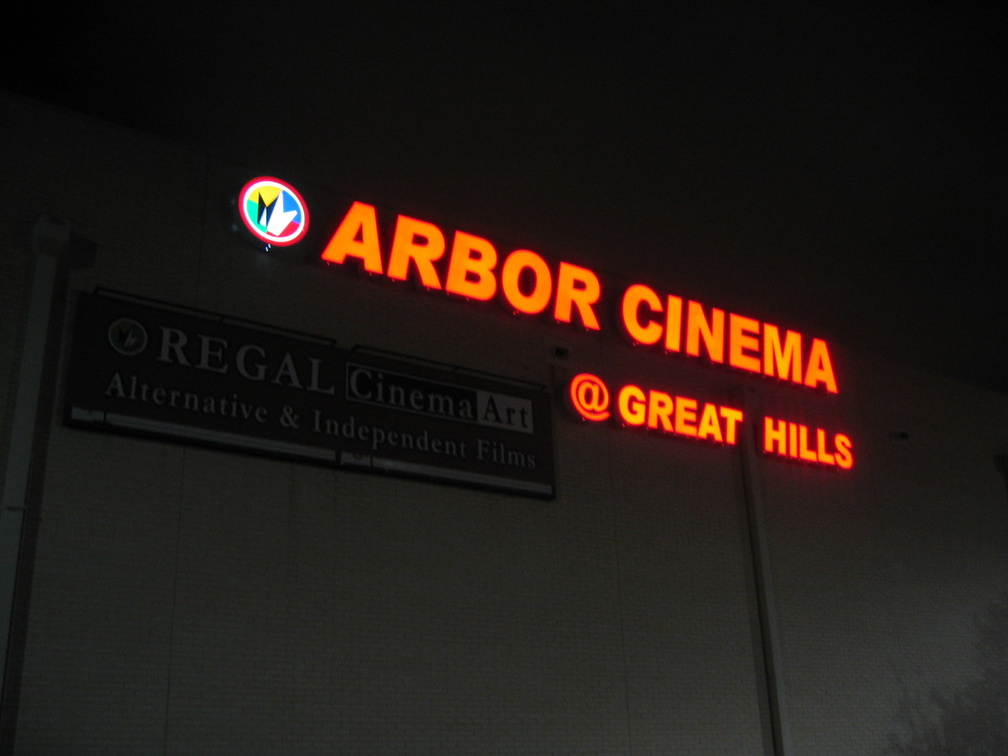 ARBOR CINEMA
@ GREAT HILLS
REGAL CinemaArt
Alternative & Independent Films